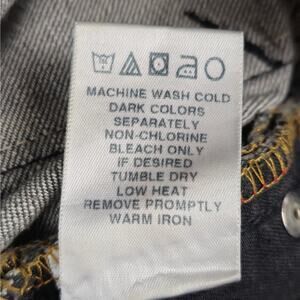 MACHINE WASH COLD
DARK COLORS
SEPARATELY
NON-CHLORINE
BLEACH ONLY
IF DESIRED
TUMBLE DRY
LOW HEAT
REMOVE PROMPTLY
WARM IRON